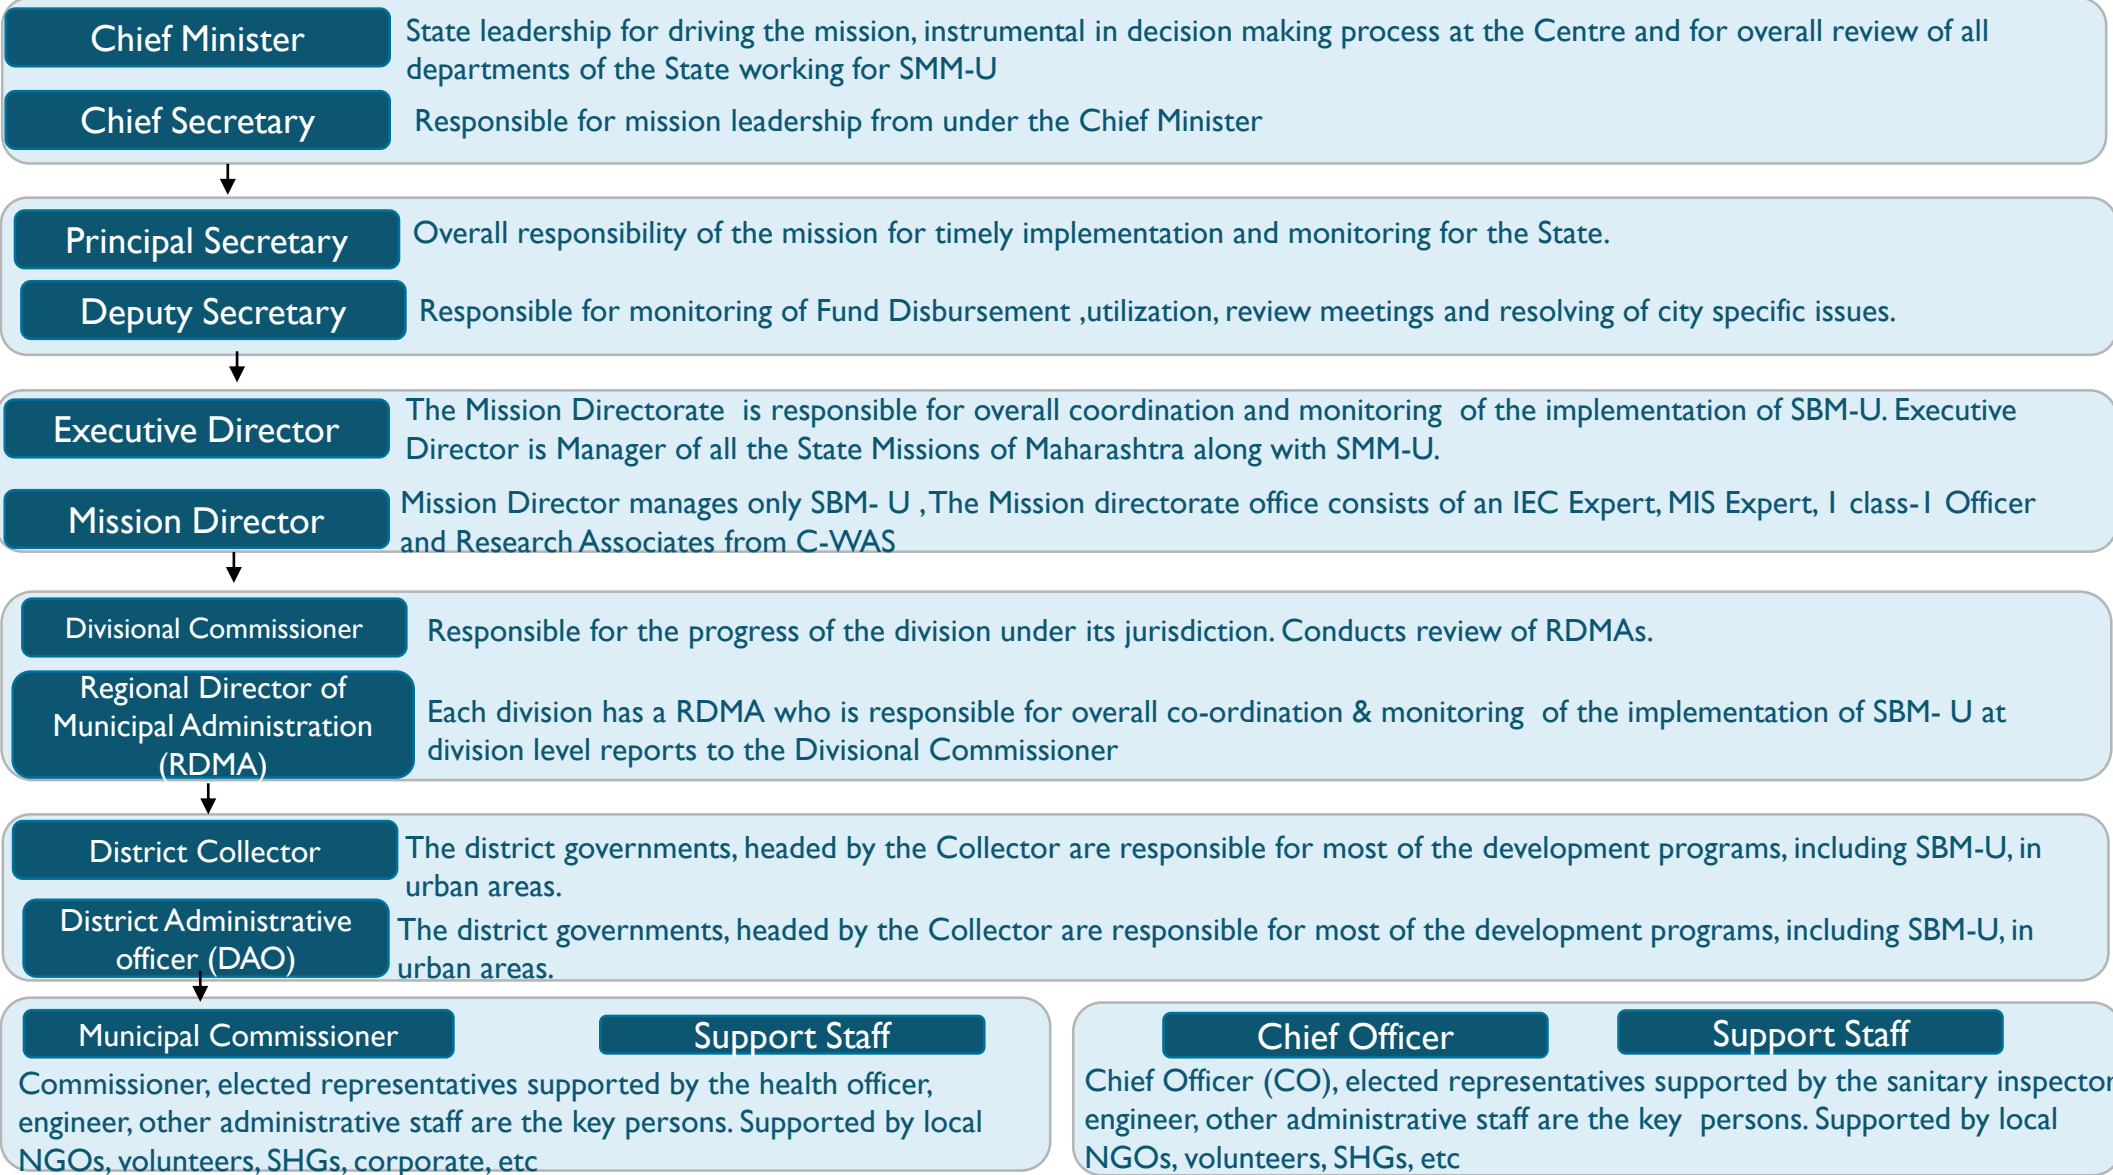 Chief Minister
State leadership for driving the mission, instrumental in decision making process at the Centre and for overall review of all
departments of the State working for SMM-U
Chief Secretary
Responsible for mission leadership from under the Chief Minister
Principal Secretary
Overall responsibility of the mission for timely implementation and monitoring for the State.
Deputy Secretary
Responsible for monitoring of Fund Disbursement ,utilization, review meetings and resolving of city specific issues.
Executive Director
The Mission Directorate  is responsible for overall coordination and monitoring  of the implementation of SBM-U. Executive
Director is Manager of all the State Missions of Maharashtra along with SMM-U.
Mission Director
Mission Director manages only SBM- U ,The Mission directorate office consists of an IEC Expert, MIS Expert, 1 class-1 Officer
and Research Associates from C-WAS
Divisional Commissioner
Responsible for the progress of the division under its jurisdiction. Conducts review of RDMAs.
Regional Director of
Municipal Administration
(RDMA)
Each division has a RDMA who is responsible for overall co-ordination & monitoring  of the implementation of SBM- U at
division level reports to the Divisional Commissioner
District Collector
The district governments, headed by the Collector are responsible for most of the development programs, including SBM-U, in
urban areas.
District Administrative
officer (DAO)
The district governments, headed by the Collector are responsible for most of the development programs, including SBM-U, in
urban areas.
Municipal Commissioner
Support Staff
Commissioner, elected representatives supported by the health officer,
engineer, other administrative staff are the key persons. Supported by local
NGOs, volunteers, SHGs, corporate, etc
Chief Officer
Support Staff
Chief Officer (CO), elected representatives supported by the sanitary inspector
engineer, other administrative staff are the key  persons. Supported by local
NGOs, volunteers, SHGs, etc